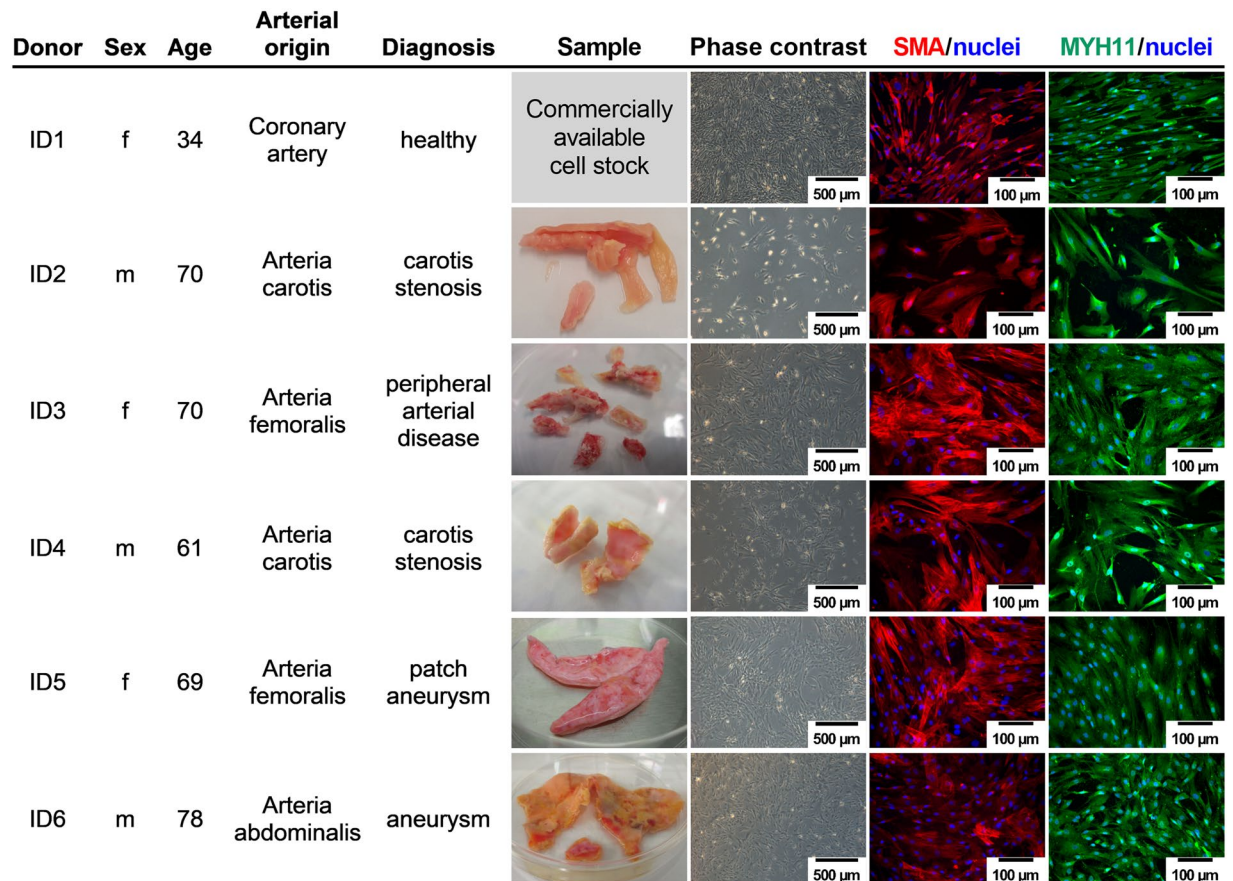 Donor Sex Age Arterial origin Diagnosis Sample Phase contrast SMA/nuclei MYH11/nuclei
ID1 f 34 Coronary artery healthy Commercially available cell stock 500 µm 100 µm 100 µm
ID2 m 70 Arteria carotis carotis stenosis 500 µm 100 µm 100 µm
ID3 f 70 Arteria femoralis peripheral arterial disease 500 µm 100 µm 100 µm
ID4 m 61 Arteria carotis carotis stenosis 500 µm 100 µm 100 µm
ID5 f 69 Arteria femoralis patch aneurysm 500 µm 100 µm 100 µm
ID6 m 78 Arteria abdominalis aneurysm 500 µm 100 µm 100 µm